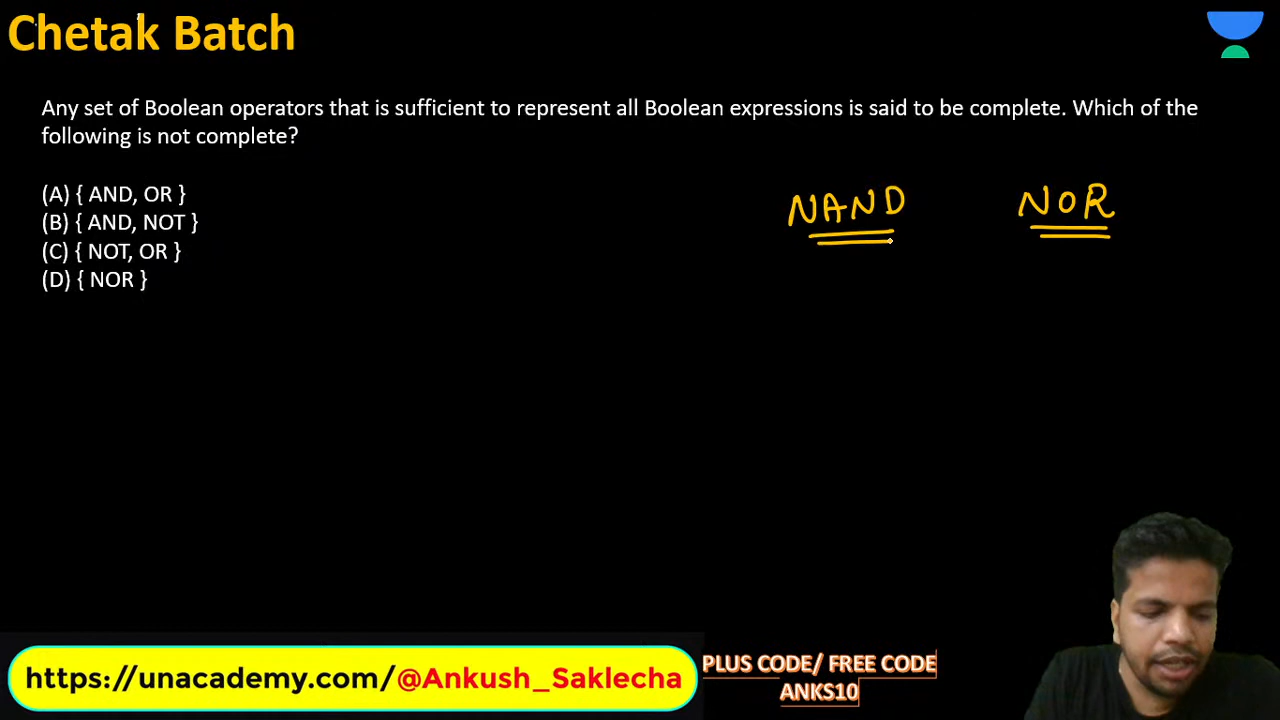 Chetak Batch
Any set of Boolean operators that is sufficient to represent all Boolean expressions is said to be complete. Which of the
following is not complete?
(A) { AND, OR }
(B) { AND, NOT }
(C) { NOT, OR }
(D) { NOR }
NAND NOR
https://unacademy.com/@Ankush_Saklecha
PLUS CODE/ FREE CODE
ANKS10